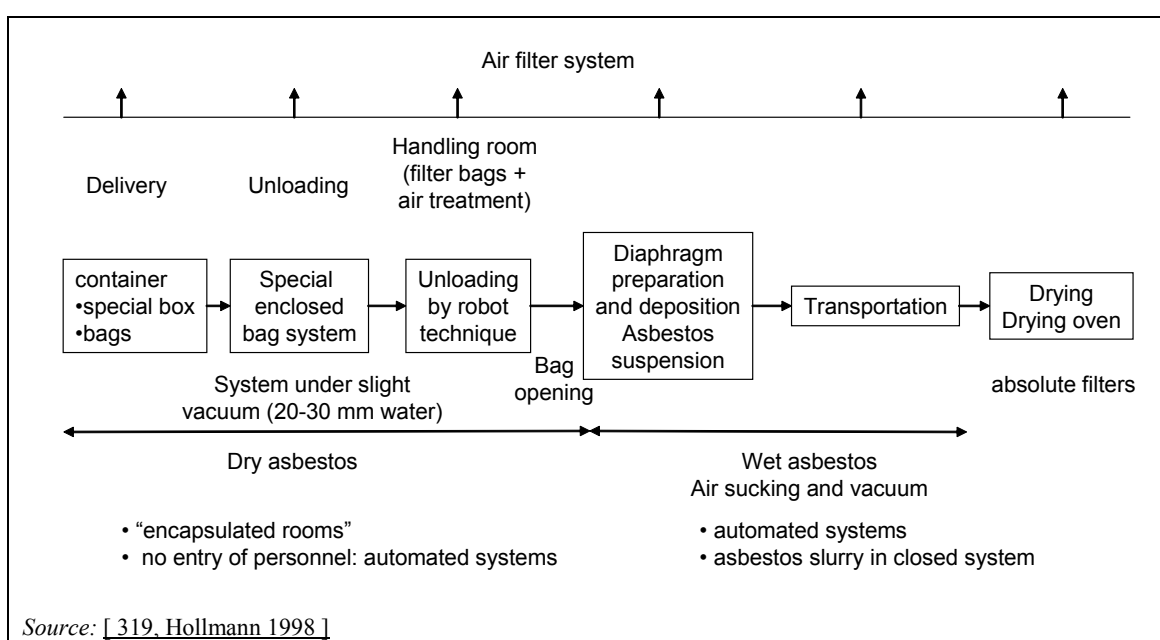 Air filter system
Delivery
Unloading
Handling room
(filter bags +
air treatment)
container
•special box
•bags
Special
enclosed
bag system
Unloading
by robot
technique
Bag
opening
Diaphragm
preparation
and deposition
Asbestos
suspension
Transportation
Drying
Drying oven
absolute filters
System under slight
vacuum (20-30 mm water)
Dry asbestos
Wet asbestos
Air sucking and vacuum
• “encapsulated rooms”
• no entry of personnel: automated systems
• automated systems
• asbestos slurry in closed system
Source: [ 319, Hollmann 1998 ]